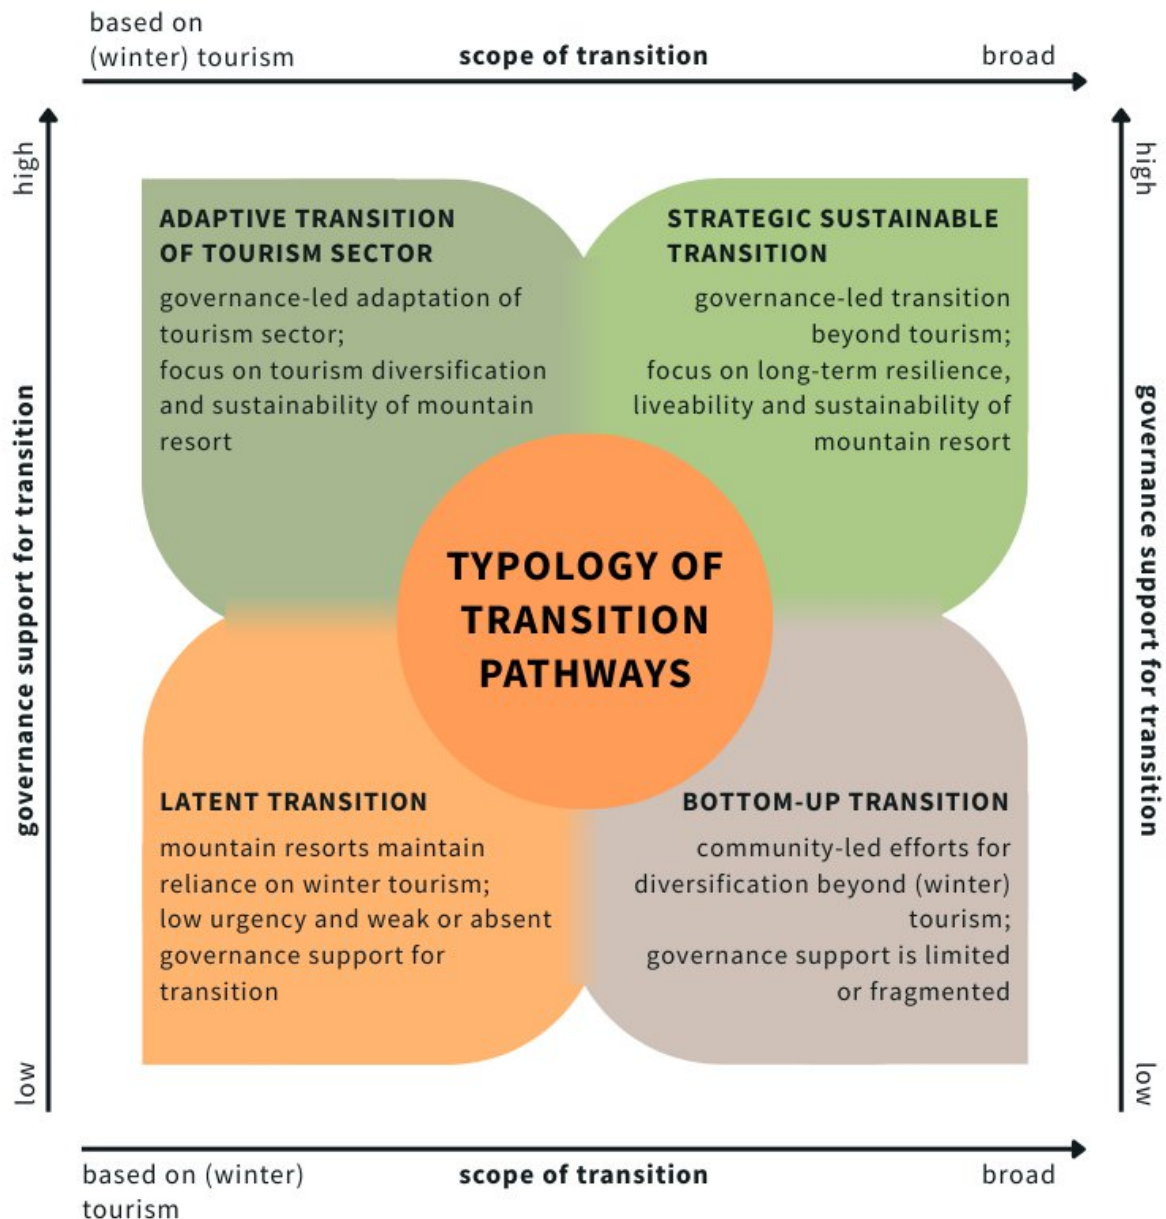 based on
(winter) tourism
scope of transition
broad
high
governance support for transition
low
high
governance support for transition
low
ADAPTIVE TRANSITION
OF TOURISM SECTOR
governance-led adaptation of
tourism sector;
focus on tourism diversification
and sustainability of mountain
resort
STRATEGIC SUSTAINABLE
TRANSITION
governance-led transition
beyond tourism;
focus on long-term resilience,
liveability and sustainability of
mountain resort
TYPOLOGY OF
TRANSITION
PATHWAYS
LATENT TRANSITION
mountain resorts maintain
reliance on winter tourism;
low urgency and weak or absent
governance support for
transition
BOTTOM-UP TRANSITION
community-led efforts for
diversification beyond (winter)
tourism;
governance support is limited
or fragmented
based on (winter)
tourism
scope of transition
broad